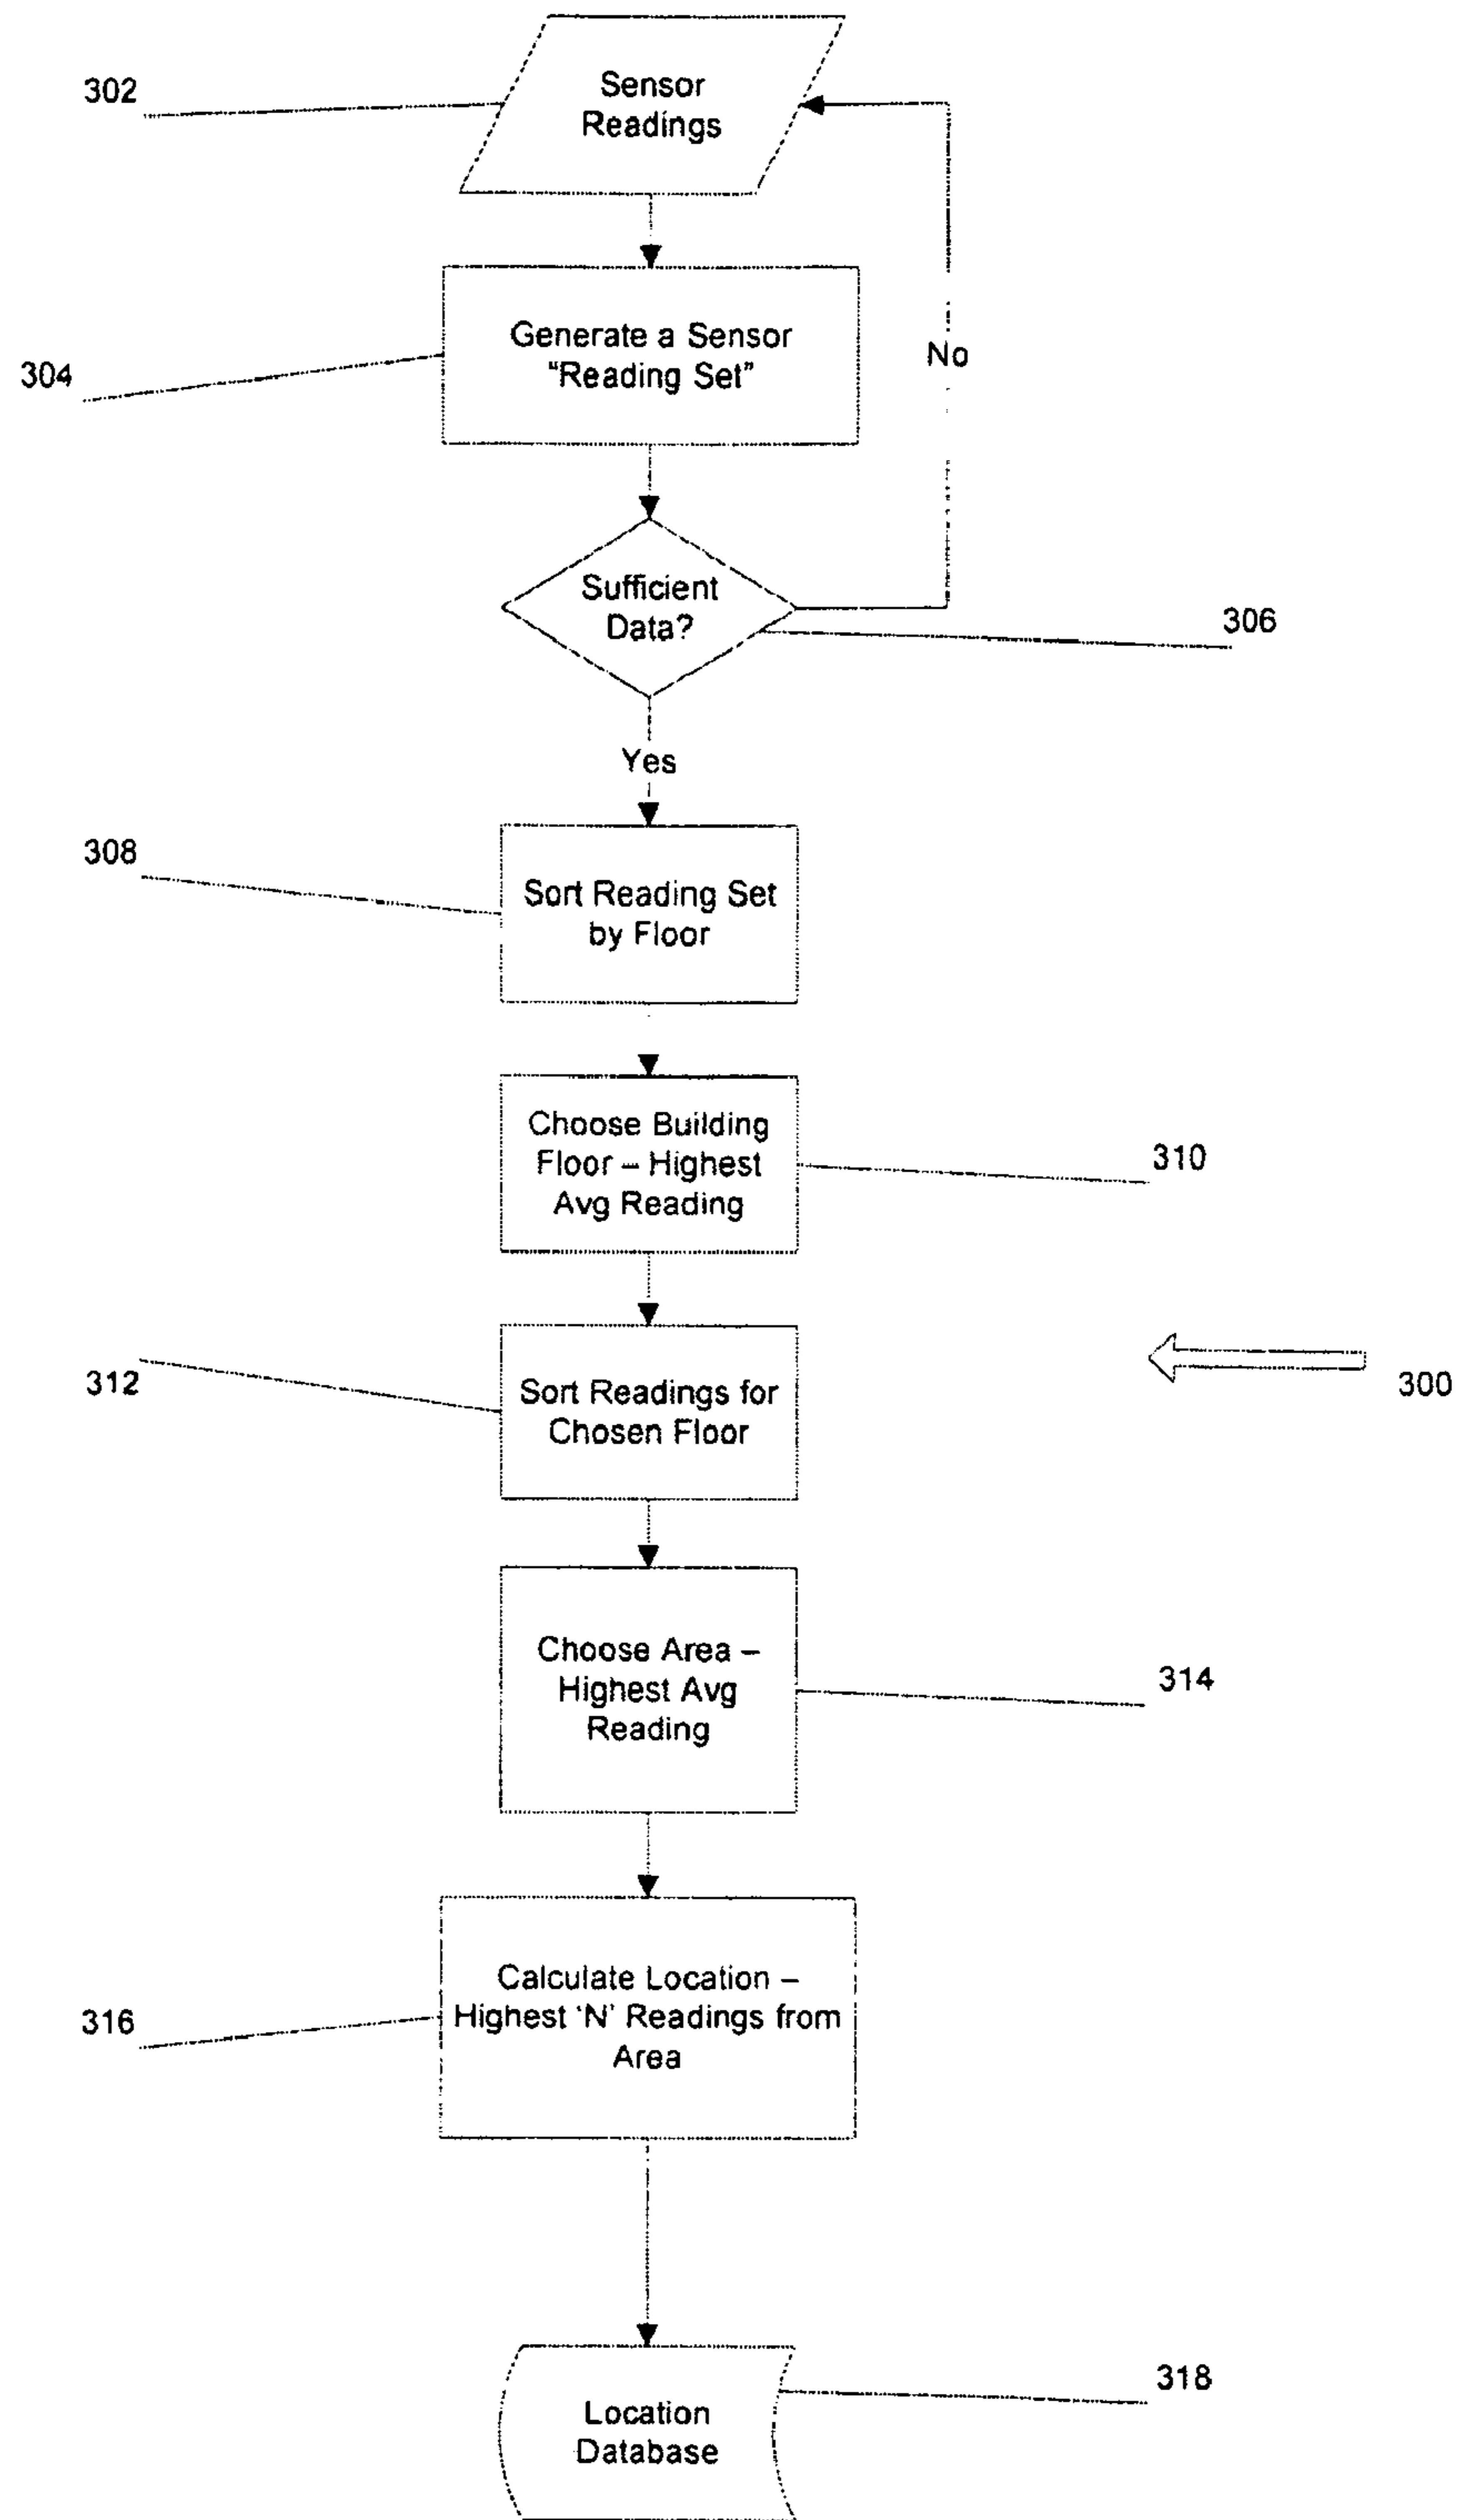 302
Sensor
Readings
304
Generate a Sensor
“Reading Set”
No
Sufficient
Data?
306
Yes
308
Sort Reading Set
by Floor
Choose Building
Floor – Highest
Avg Reading
310
312
Sort Readings for
Chosen Floor
300
Choose Area –
Highest Avg
Reading
314
316
Calculate Location –
Highest ‘N’ Readings from
Area
318
Location
Database